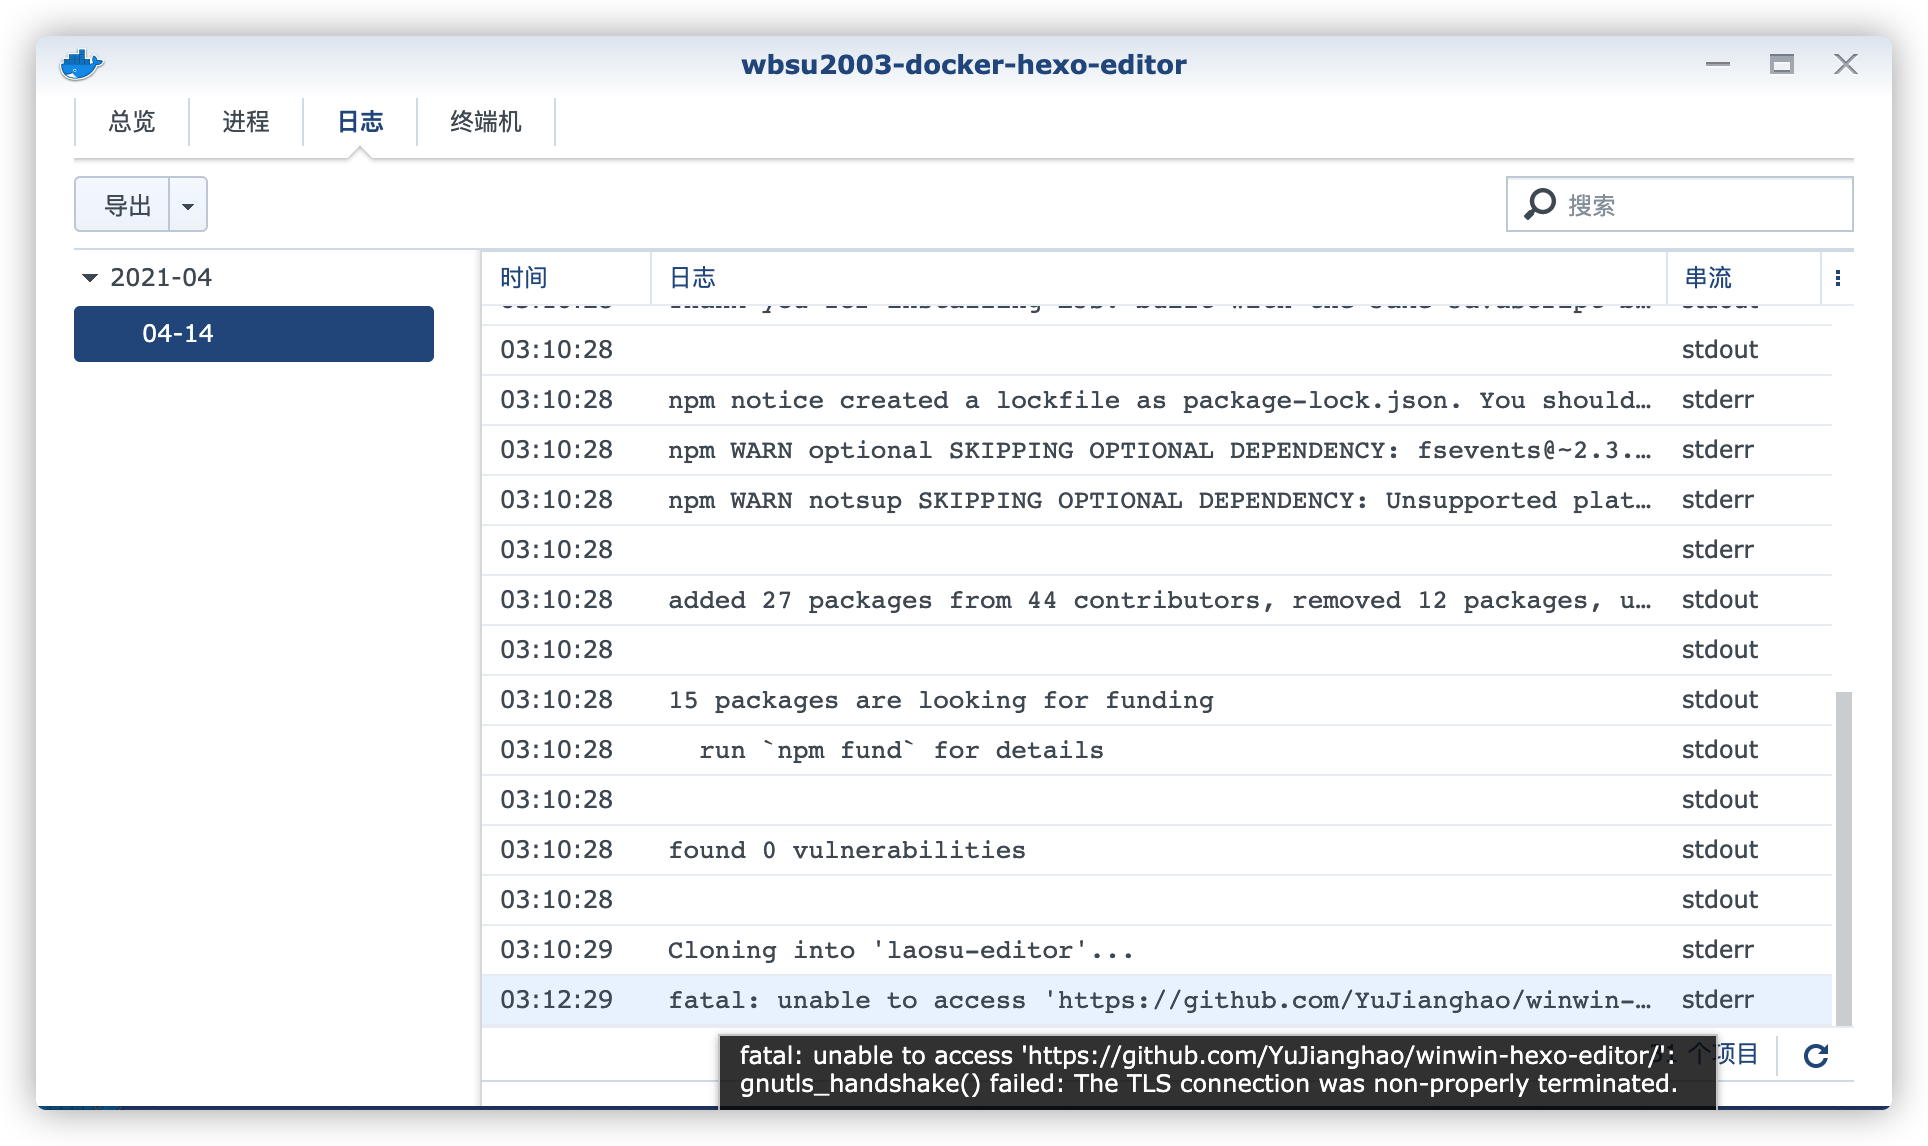 wbsu2003-docker-hexo-editor
总览 进程 日志 终端机
导出 搜索
2021-04
04-14
时间 日志 串流
03:10:28 stdout
03:10:28 npm notice created a lockfile as package-lock.json. You should… stderr
03:10:28 npm WARN optional SKIPPING OPTIONAL DEPENDENCY: fsevents@~2.3.… stderr
03:10:28 npm WARN notsup SKIPPING OPTIONAL DEPENDENCY: Unsupported plat… stderr
03:10:28 stderr
03:10:28 added 27 packages from 44 contributors, removed 12 packages, u… stdout
03:10:28 stdout
03:10:28 15 packages are looking for funding stdout
03:10:28 run `npm fund` for details stdout
03:10:28 stdout
03:10:28 found 0 vulnerabilities stdout
03:10:28 stdout
03:10:29 Cloning into 'laosu-editor'... stderr
03:12:29 fatal: unable to access 'https://github.com/YuJianghao/winwin-… stderr
fatal: unable to access 'https://github.com/YuJianghao/winwin-hexo-editor/':
gnutls_handshake() failed: The TLS connection was non-properly terminated.
个项目